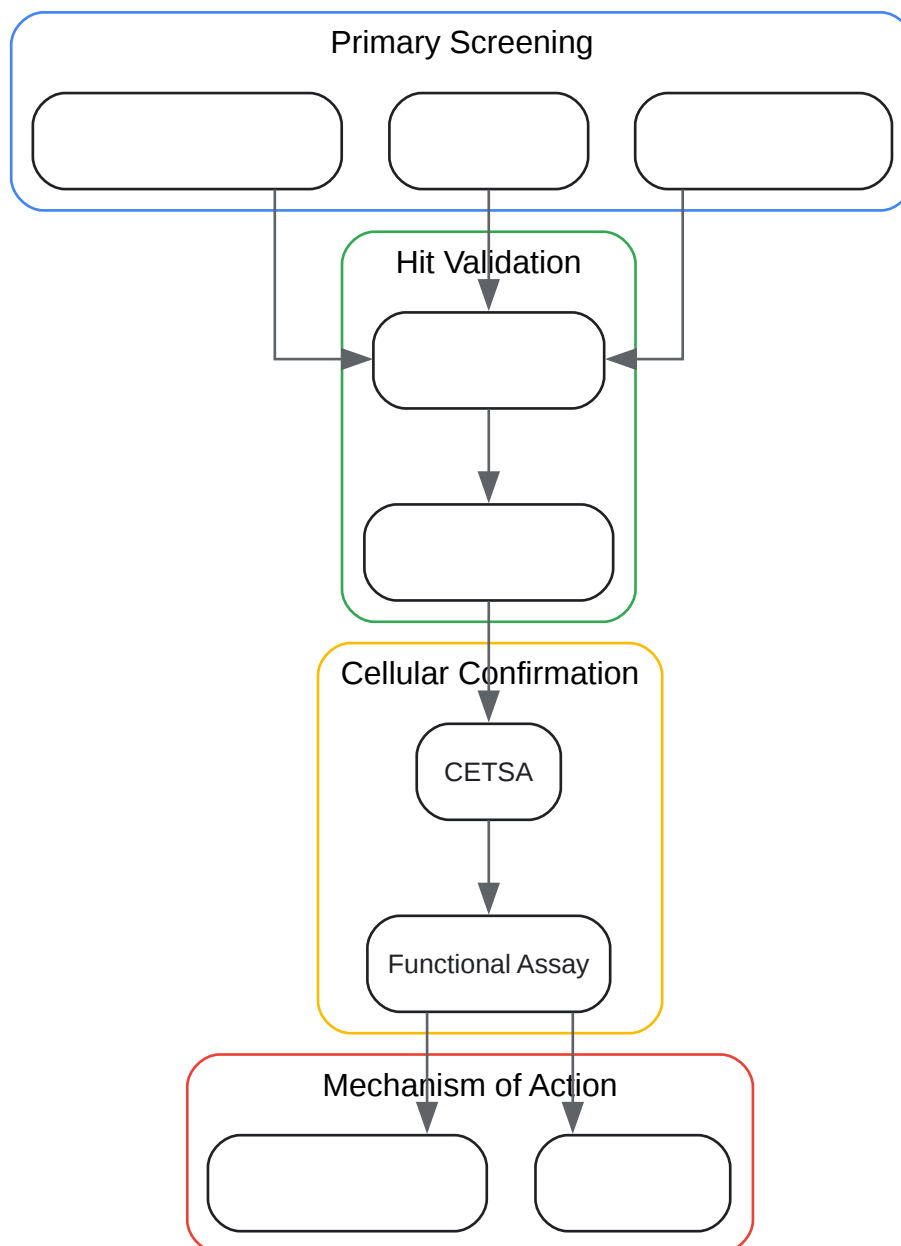 Primary Screening
Hit Validation
Cellular Confirmation
CETSA
Functional Assay
Mechanism of Action